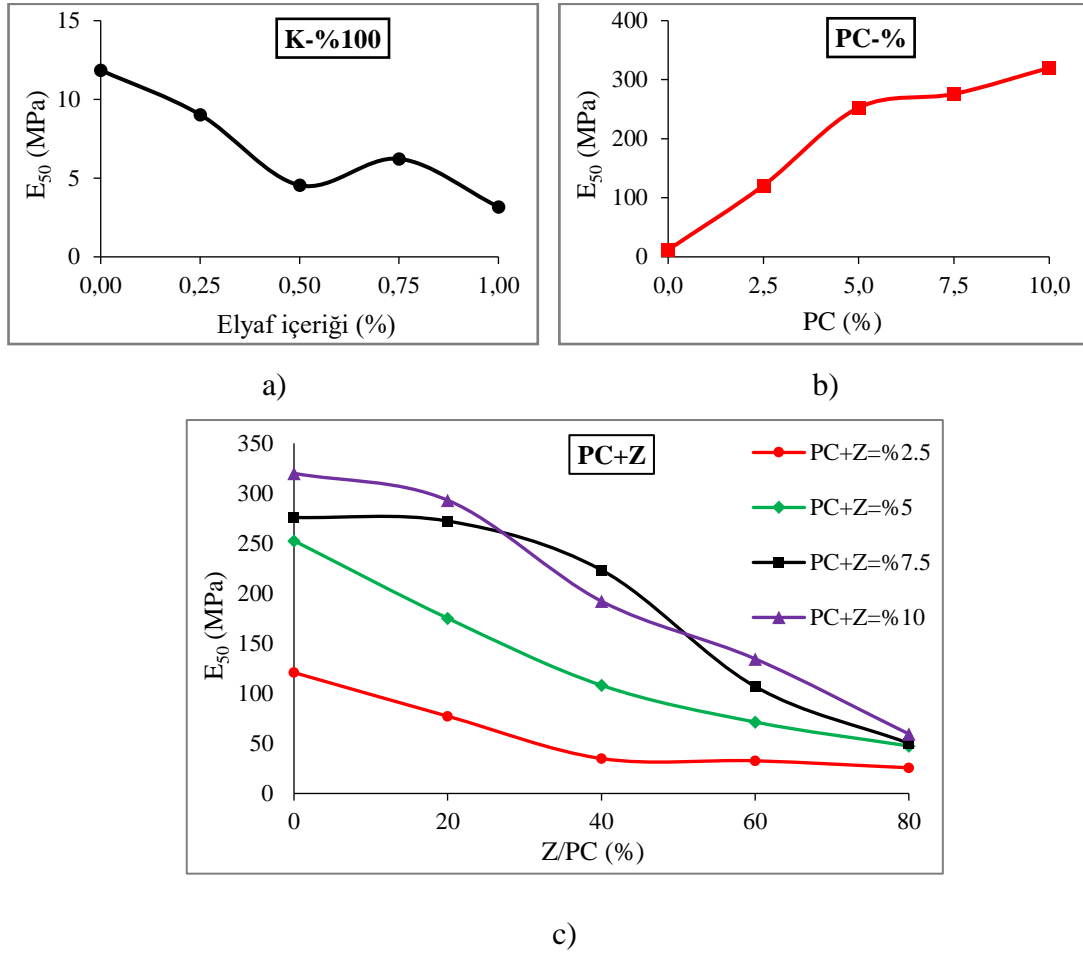 K-%100
15
10
5
0
E50 (MPa)
0,00 0,25 0,50 0,75 1,00
Elyaf içeriği (%)
a)
PC-%
400
300
200
100
0
E50 (MPa)
0,0 2,5 5,0 7,5 10,0
PC (%)
b)
PC+Z
350
300
250
200
150
100
50
0
E50 (MPa)
0 20 40 60 80
Z/PC (%)
PC+Z=%2.5
PC+Z=%5
PC+Z=%7.5
PC+Z=%10
c)